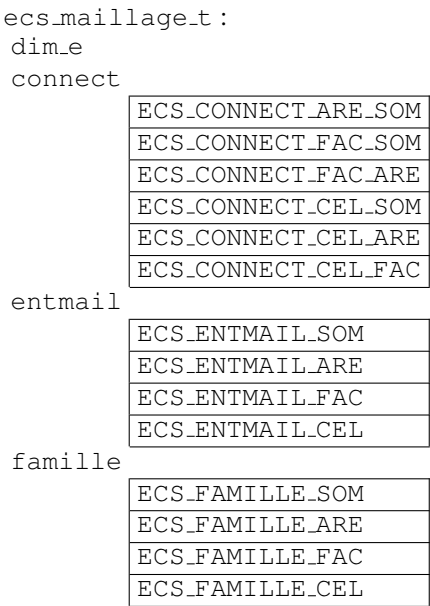 ecs_maillage_t:
dim_e
connect
ECS_CONNECT_ARE_SOM
ECS_CONNECT_FAC_SOM
ECS_CONNECT_FAC_ARE
ECS_CONNECT_CEL_SOM
ECS_CONNECT_CEL_ARE
ECS_CONNECT_CEL_FAC
entmail
ECS_ENTMAIL_SOM
ECS_ENTMAIL_ARE
ECS_ENTMAIL_FAC
ECS_ENTMAIL_CEL
famille
ECS_FAMILLE_SOM
ECS_FAMILLE_ARE
ECS_FAMILLE_FAC
ECS_FAMILLE_CEL